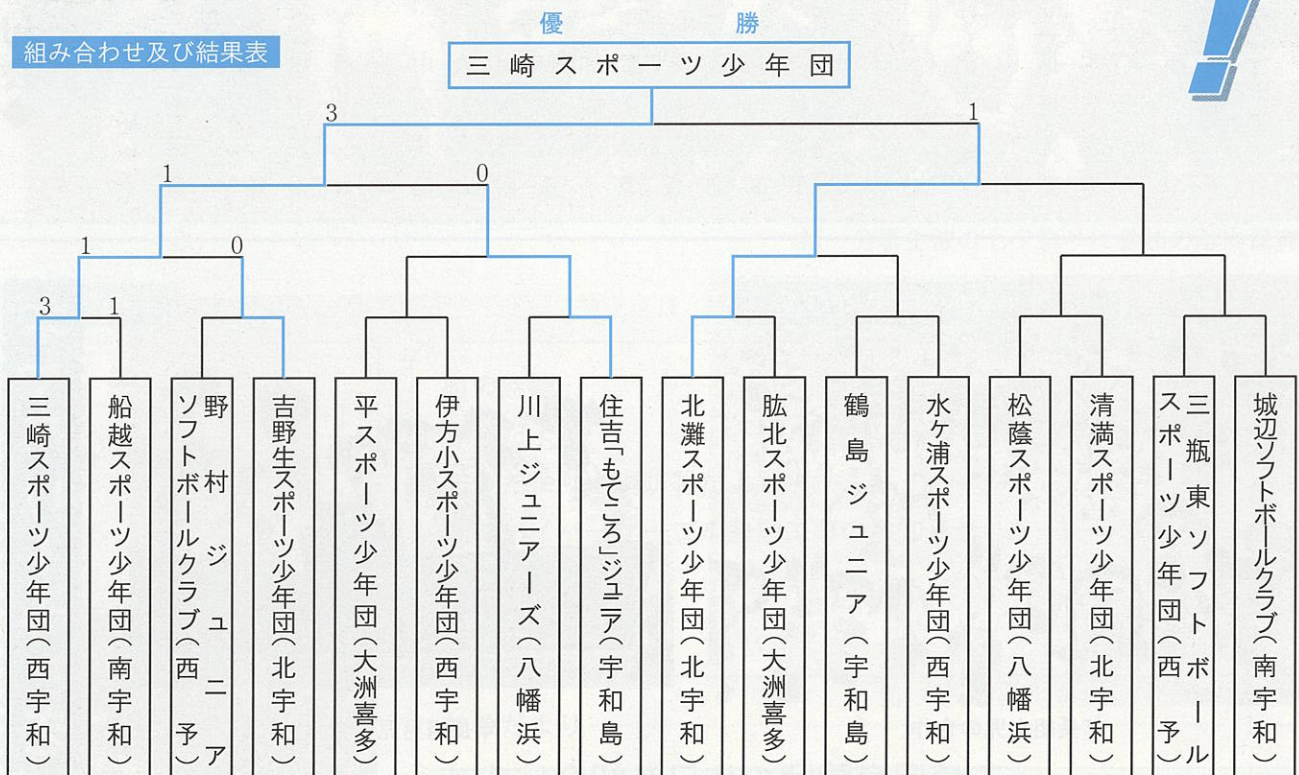 優勝
組み合わせ及び結果表
三崎スポーツ少年団
3
1
1
0
1
0
3
1
三崎スポーツ少年団(西宇和)
船越スポーツ少年団(南宇和)
野村ジュニア
ソフトボールクラブ(西予)
吉野生スポーツ少年団(北宇和)
平スポーツ少年団(大洲喜多)
伊方小スポーツ少年団(西宇和)
川上ジュニアーズ(八幡浜)
住吉「もてころ」ジュニア(宇和島)
北灘スポーツ少年団(北宇和)
肱北スポーツ少年団(大洲喜多)
鶴島ジュニア(宇和島)
水ケ浦スポーツ少年団(西宇和)
松蔭スポーツ少年団(八幡浜)
清満スポーツ少年団(北宇和)
三瓶東ソフトボール
スポーツ少年団(西予)
城辺ソフトボールクラブ(南宇和)